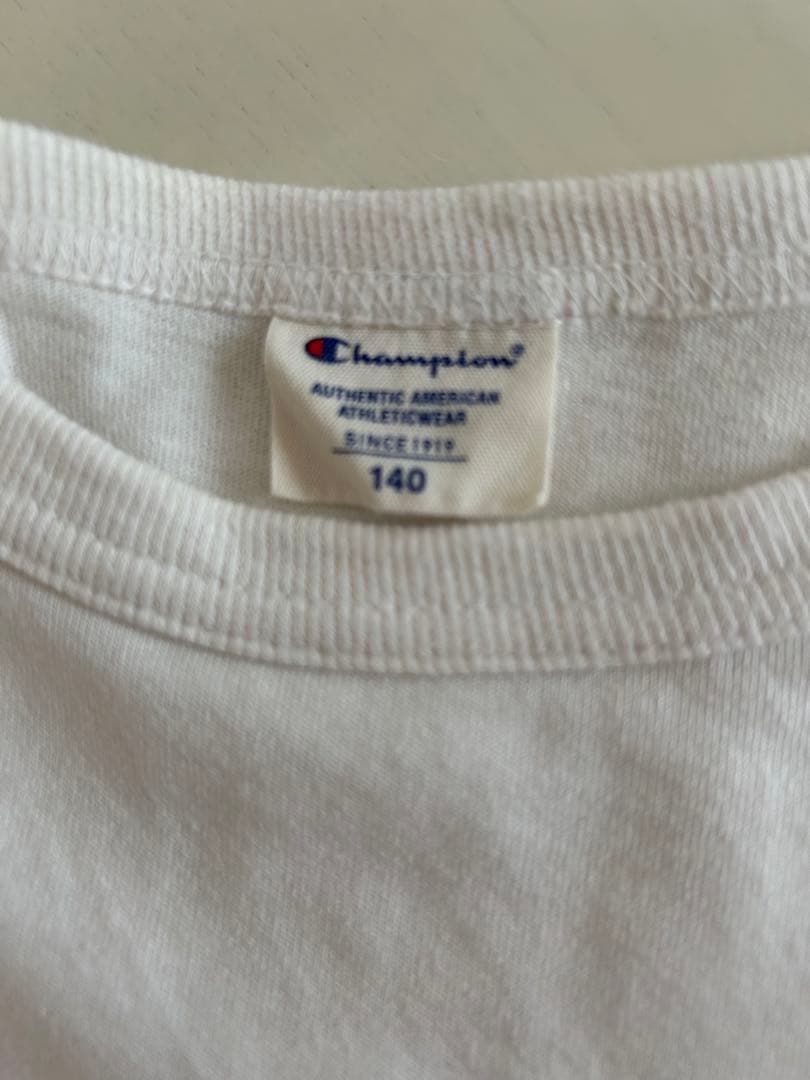 Champion®
AUTHENTIC AMERICAN
ATHLETICWEAR
SINCE 1919
140